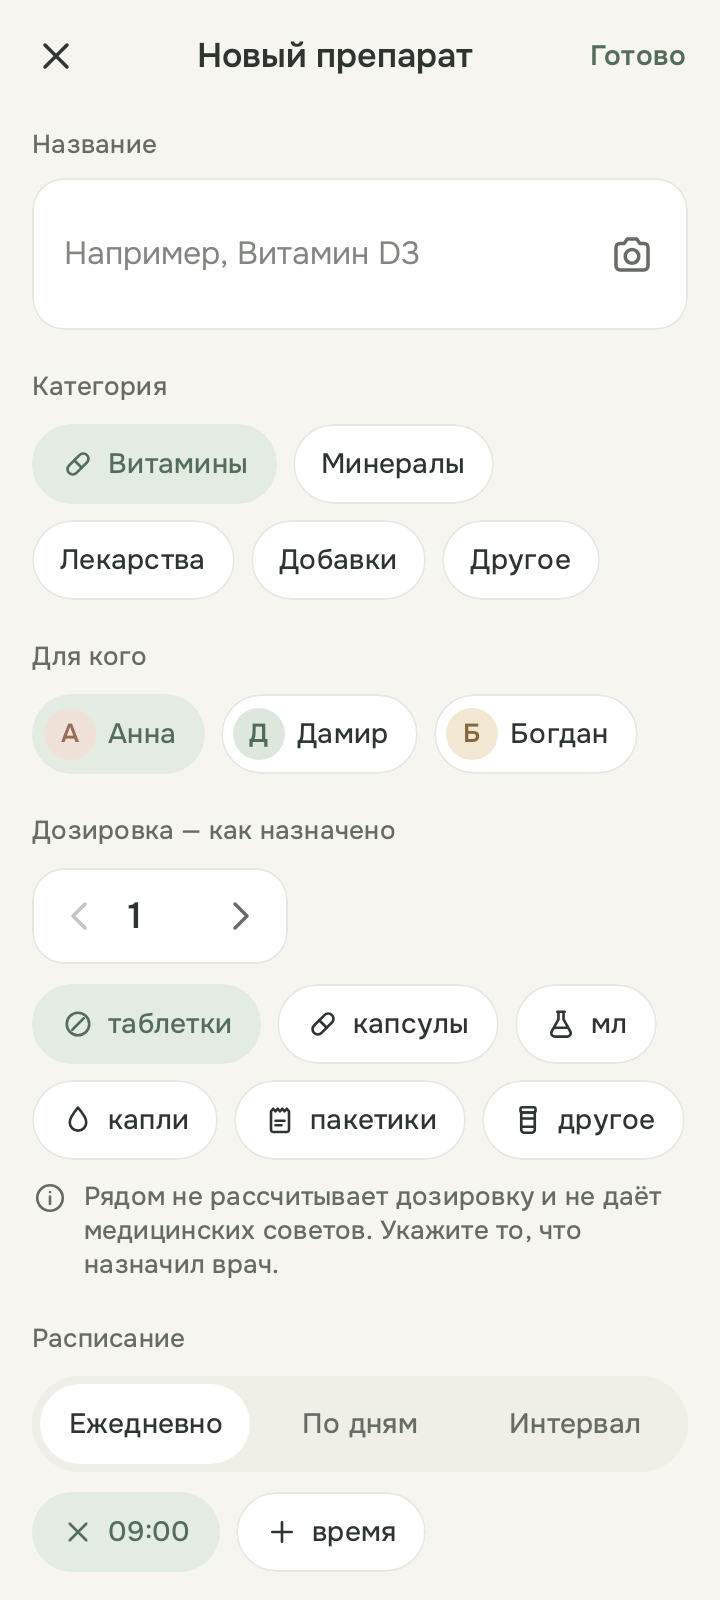 Новый препарат
Готово
Название
Например, Витамин D3
Категория
Витамины
Минералы
Лекарства
Добавки
Другое
Для кого
А Анна
Д Дамир
Б Богдан
Дозировка — как назначено
1
таблетки
капсулы
мл
капли
пакетики
другое
Рядом не рассчитывает дозировку и не даёт
медицинских советов. Укажите то, что
назначил врач.
Расписание
Ежедневно
По дням
Интервал
09:00
время